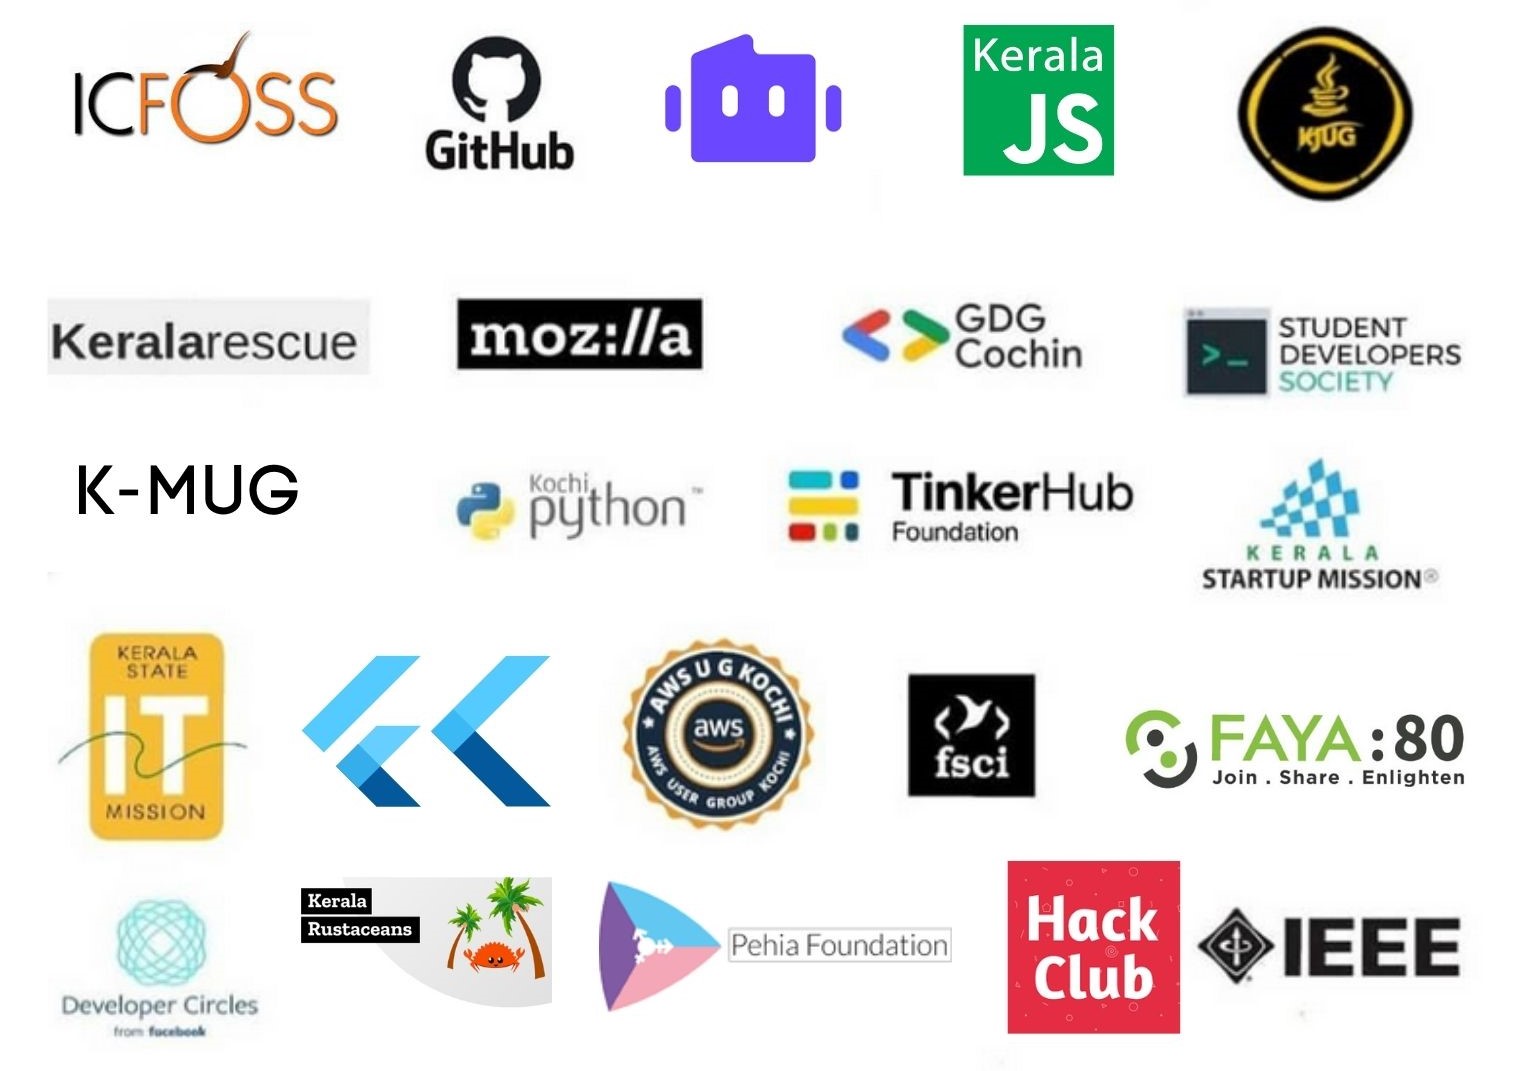 ICFOSS
GitHub
Kerala
JS
KJUG
Keralarescue
moz://a
GDG
Cochin
STUDENT
DEVELOPERS
SOCIETY
K-MUG
Kochi
python™
TinkerHub
Foundation
KERALA
STARTUP MISSION®
KERALA
STATE
IT
MISSION
AWS U G KOCHI
aws
AWS USER GROUP KOCHI
fsci
FAYA:80
Join . Share . Enlighten
Developer Circles
from facebook
Kerala
Rustaceans
Pehia Foundation
Hack
Club
IEEE